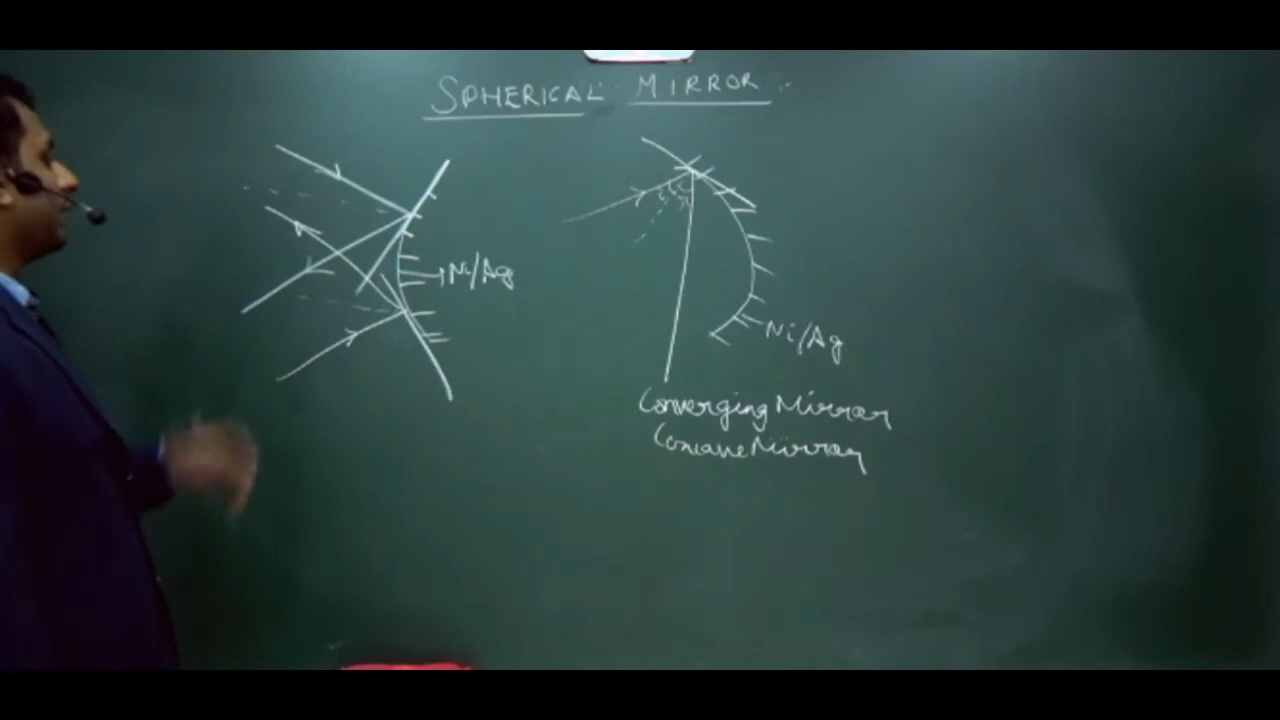 SPHERICAL MIRROR :-
Ni/Ag
Ni/Ag
Converging Mirror
Concave Mirror